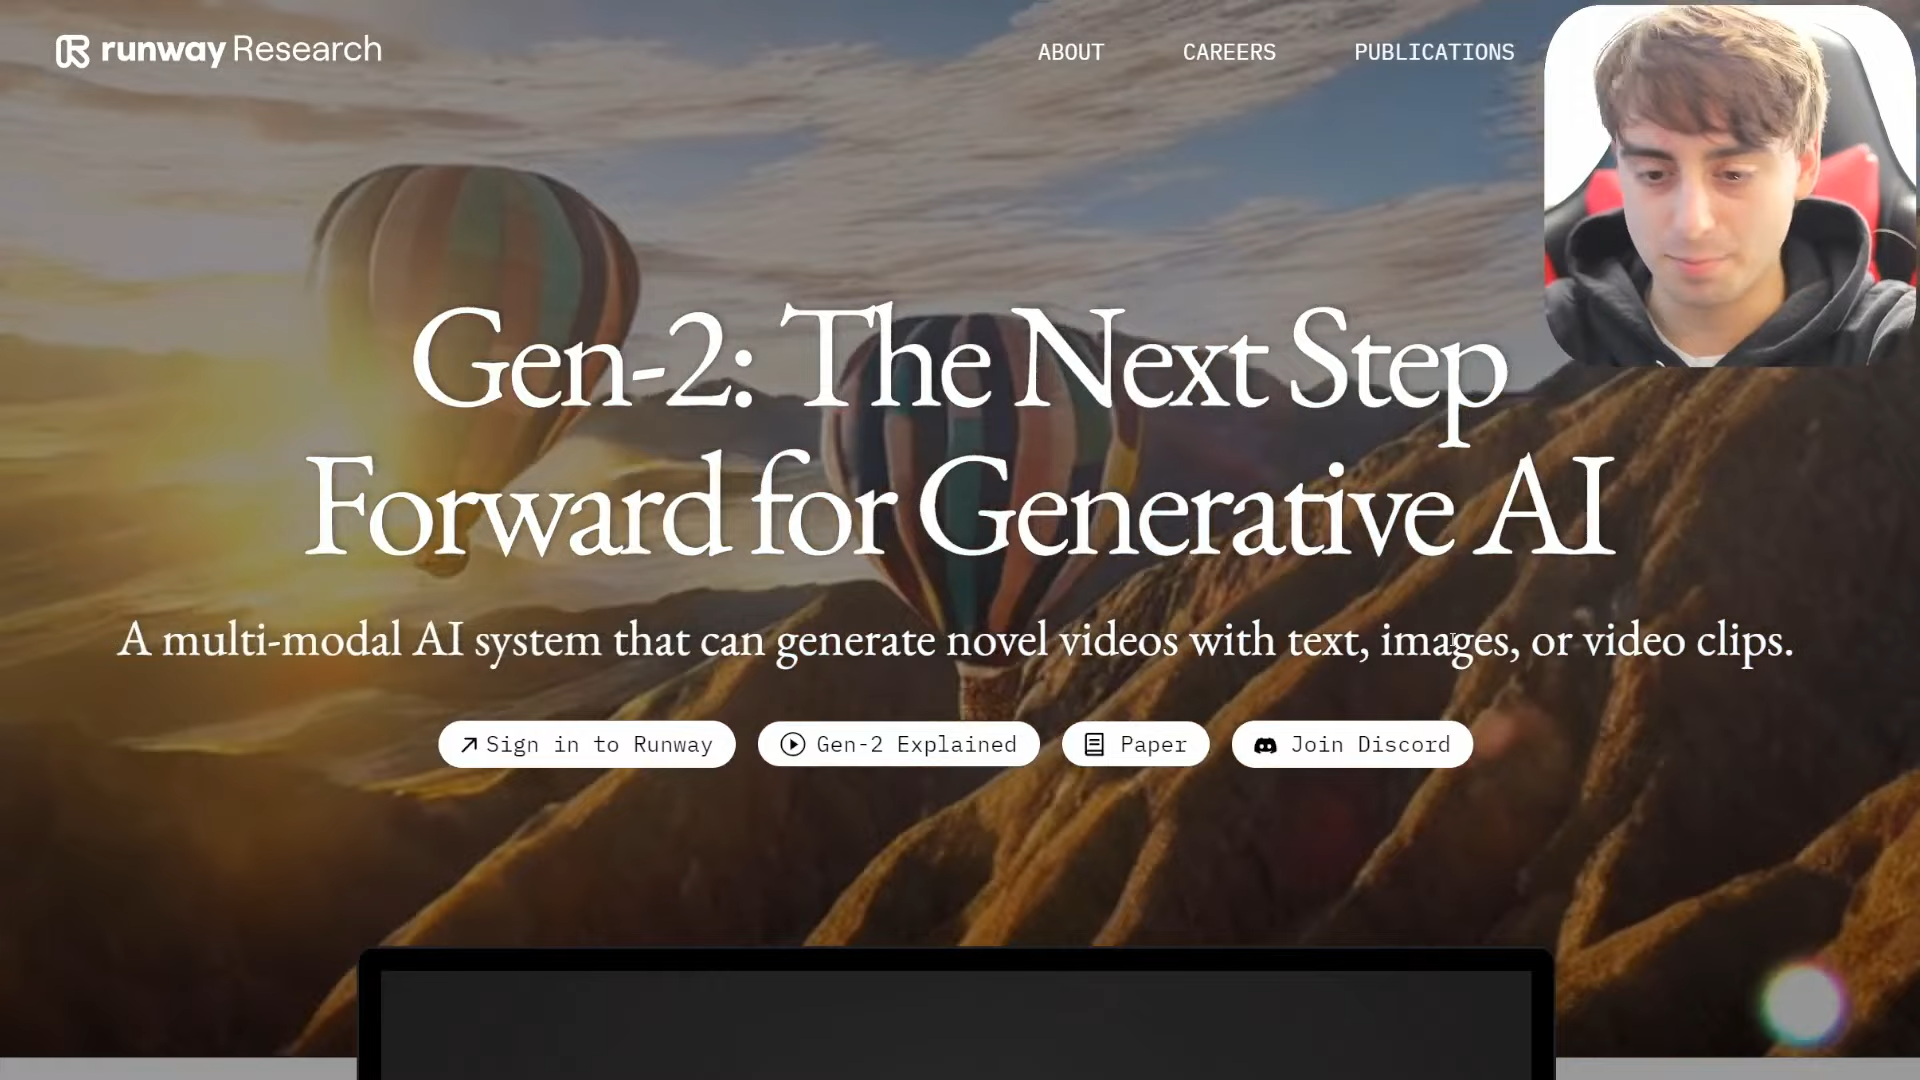 runway Research
ABOUT CAREERS PUBLICATIONS
Gen-2: The Next Step
Forward for Generative AI
A multi-modal AI system that can generate novel videos with text, images, or video clips.
Sign in to Runway Gen-2 Explained Paper Join Discord